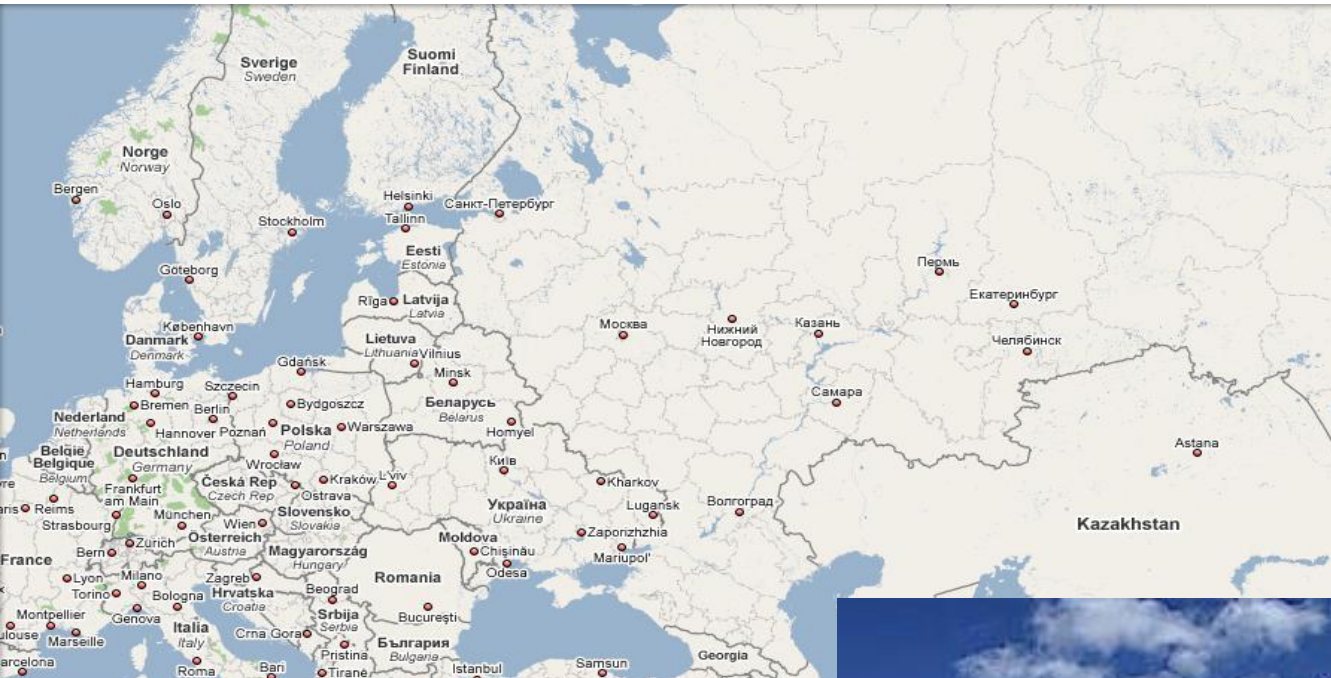 Sverige
Sweden
Suomi
Finland
Norge
Norway
Bergen
Oslo
Stockholm
Helsinki
Tallinn
Санкт-Петербург
Eesti
Estonia
Göteborg
Rīga
Latvija
Latvia
Пермь
Екатеринбург
Челябинск
Москва
Нижний
Новгород
Казань
Самара
København
Danmark
Denmark
Lietuva
Lithuania
Vilnius
Minsk
Gdańsk
Hamburg
Szczecin
Bremen
Berlin
Bydgoszcz
Беларусь
Belarus
Homyel
Nederland
Netherlands
Hannover
Poznań
Polska
Poland
Warszawa
België
Belgique
Belgium
Deutschland
Germany
Wrocław
Київ
Astana
Frankfurt
am Main
Česká Rep
Czech Rep
Kraków
L'viv
Ostrava
Kharkov
Reims
Strasbourg
München
Wien
Slovensko
Slovakia
Україна
Ukraine
Lugansk
Волгоград
Kazakhstan
Zürich
Österreich
Austria
Moldova
Zaporizhzhia
France
Bern
Magyarország
Hungary
Chişinău
Odesa
Mariupol'
Lyon
Milano
Torino
Zagreb
Hrvatska
Croatia
Beograd
Romania
Bologna
Montpellier
Genova
Srbija
Serbia
Bucureşti
Marseille
Italia
Italy
Crna Gora
Pristina
България
Bulgaria
Georgia
Roma
Bari
Tiranë
Istanbul
Samsun